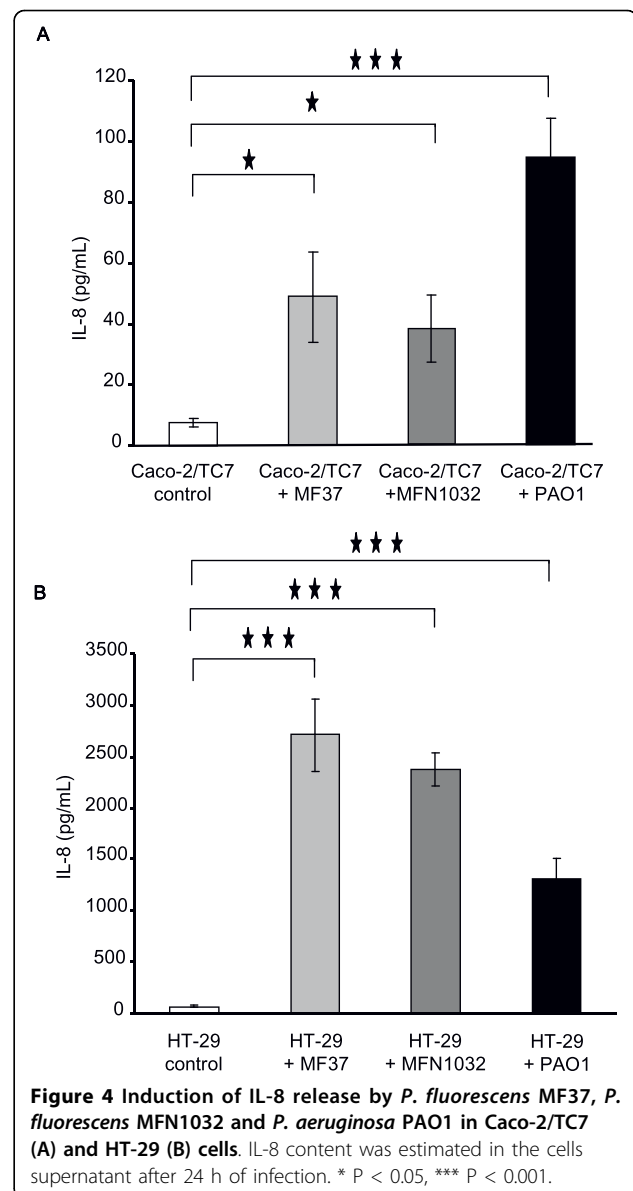 A
★★★
★
★
120
100
80
60
40
20
0
IL-8 (pg/mL)
Caco-2/TC7 control
Caco-2/TC7 + MF37
Caco-2/TC7 +MFN1032
Caco-2/TC7 + PAO1
B
★★★
★★★
★★★
3500
3000
2500
2000
1500
1000
500
0
IL-8 (pg/mL)
HT-29 control
HT-29 + MF37
HT-29 + MFN1032
HT-29 + PAO1
Figure 4 Induction of IL-8 release by P. fluorescens MF37, P.
fluorescens MFN1032 and P. aeruginosa PAO1 in Caco-2/TC7
(A) and HT-29 (B) cells. IL-8 content was estimated in the cells
supernatant after 24 h of infection. * P < 0.05, *** P < 0.001.